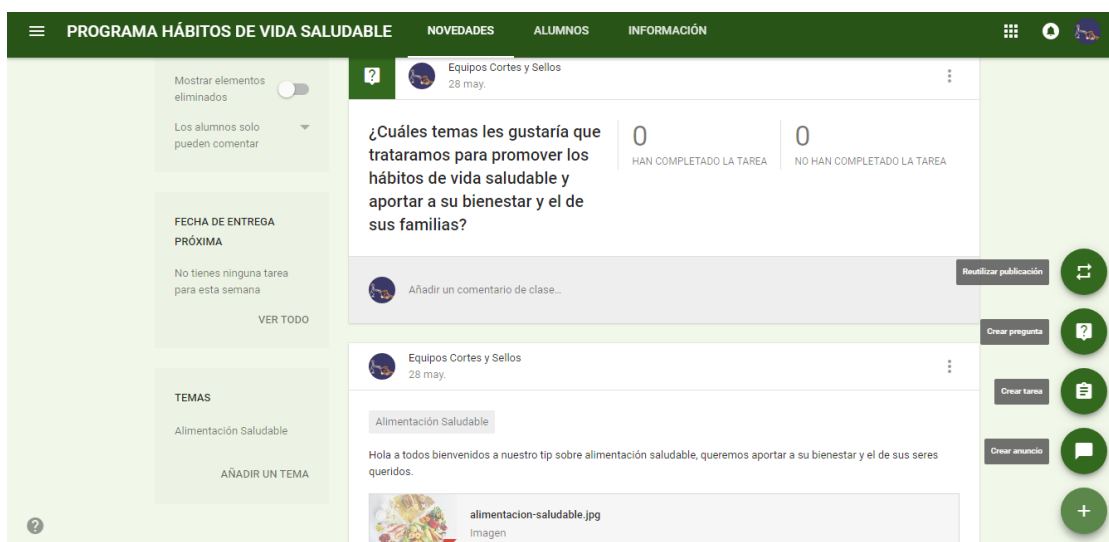 PROGRAMA HÁBITOS DE VIDA SALUDABLE
NOVEDADES
ALUMNOS
INFORMACIÓN
Mostrar elementos
eliminados
Los alumnos solo
pueden comentar
FECHA DE ENTREGA
PRÓXIMA
No tienes ninguna tarea
para esta semana
VER TODO
TEMAS
Alimentación Saludable
AÑADIR UN TEMA
Equipos Cortes y Sellos
28 may.
¿Cuáles temas les gustaría que
trataramos para promover los
hábitos de vida saludable y
aportar a su bienestar y el de
sus familias?
0
HAN COMPLETADO LA TAREA
0
NO HAN COMPLETADO LA TAREA
Añadir un comentario de clase...
Equipos Cortes y Sellos
28 may.
Alimentación Saludable
Hola a todos bienvenidos a nuestro tip sobre alimentación saludable, queremos aportar a su bienestar y el de sus seres
queridos.
alimentacion-saludable.jpg
Imagen
Reutilizar publicación
Crear pregunta
Crear tarea
Crear anuncio